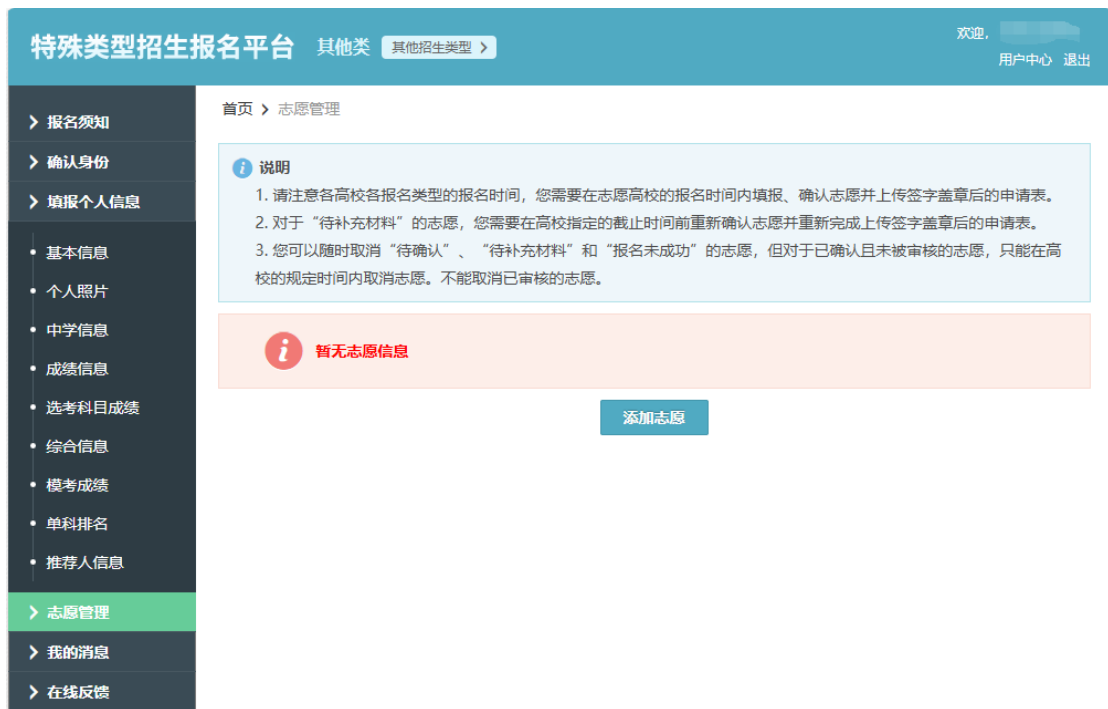 特殊类型招生报名平台 其他类 其他招生类型
欢迎,
用户中心 退出
报名须知
确认身份
填报个人信息
基本信息
个人照片
中学信息
成绩信息
选考科目成绩
综合信息
模考成绩
单科排名
推荐人信息
志愿管理
我的消息
在线反馈
首页 志愿管理
说明
1. 请注意各高校各报名类型的报名时间，您需要在志愿高校的报名时间内填报、确认志愿并上传签字盖章后的申请表。
2. 对于“待补充材料”的志愿，您需要在高校指定的截止时间前重新确认志愿并重新完成上传签字盖章后的申请表。
3. 您可以随时取消“待确认”、“待补充材料”和“报名未成功”的志愿，但对于已确认且未被审核的志愿，只能在高
校的规定时间内取消志愿。不能取消已审核的志愿。
暂无志愿信息
添加志愿